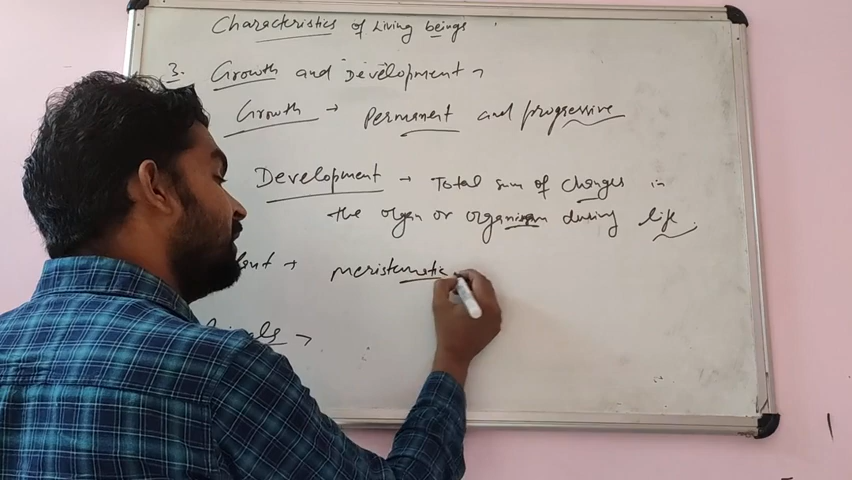 Characteristics of Living beings
3. Growth and Development →
Growth → Permanent and progressive
Development → Total sum of changes in
the organ or organism during life.
→ meristematic
→